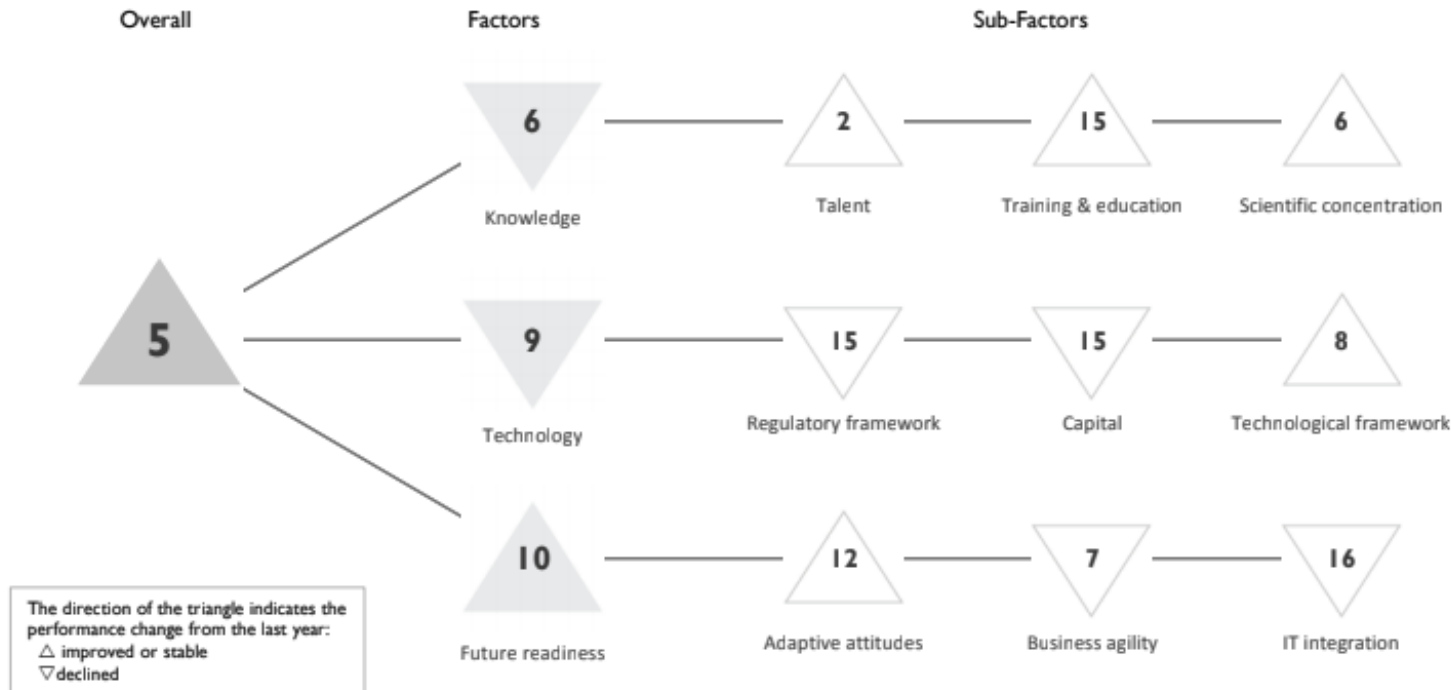 Overall Factors Sub-Factors
6 2 15 6
Knowledge Talent Training & education Scientific concentration
5 9 15 15 8
Technology Regulatory framework Capital Technological framework
10 12 7 16
Future readiness Adaptive attitudes Business agility IT integration
The direction of the triangle indicates the
performance change from the last year:
△ improved or stable
▽ declined